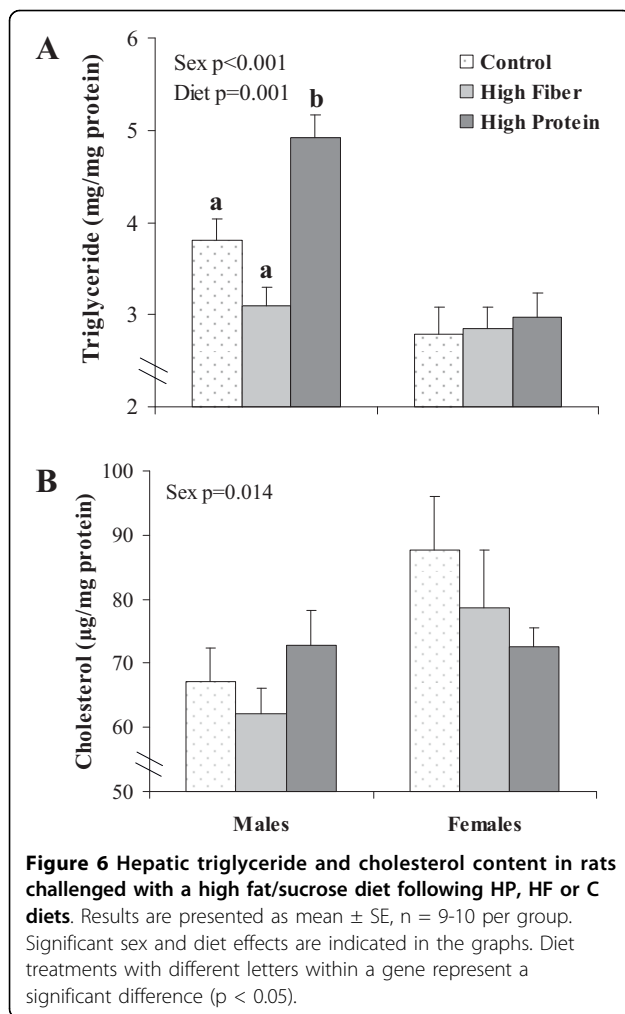 A
Sex p<0.001
Diet p=0.001
Control
High Fiber
High Protein
Triglyceride (mg/mg protein)
6
5
4
3
2
a
a
b
B
Sex p=0.014
Cholesterol (µg/mg protein)
100
90
80
70
60
50
Males
Females
Figure 6 Hepatic triglyceride and cholesterol content in rats
challenged with a high fat/sucrose diet following HP, HF or C
diets. Results are presented as mean ± SE, n = 9-10 per group.
Significant sex and diet effects are indicated in the graphs. Diet
treatments with different letters within a gene represent a
significant difference (p < 0.05).